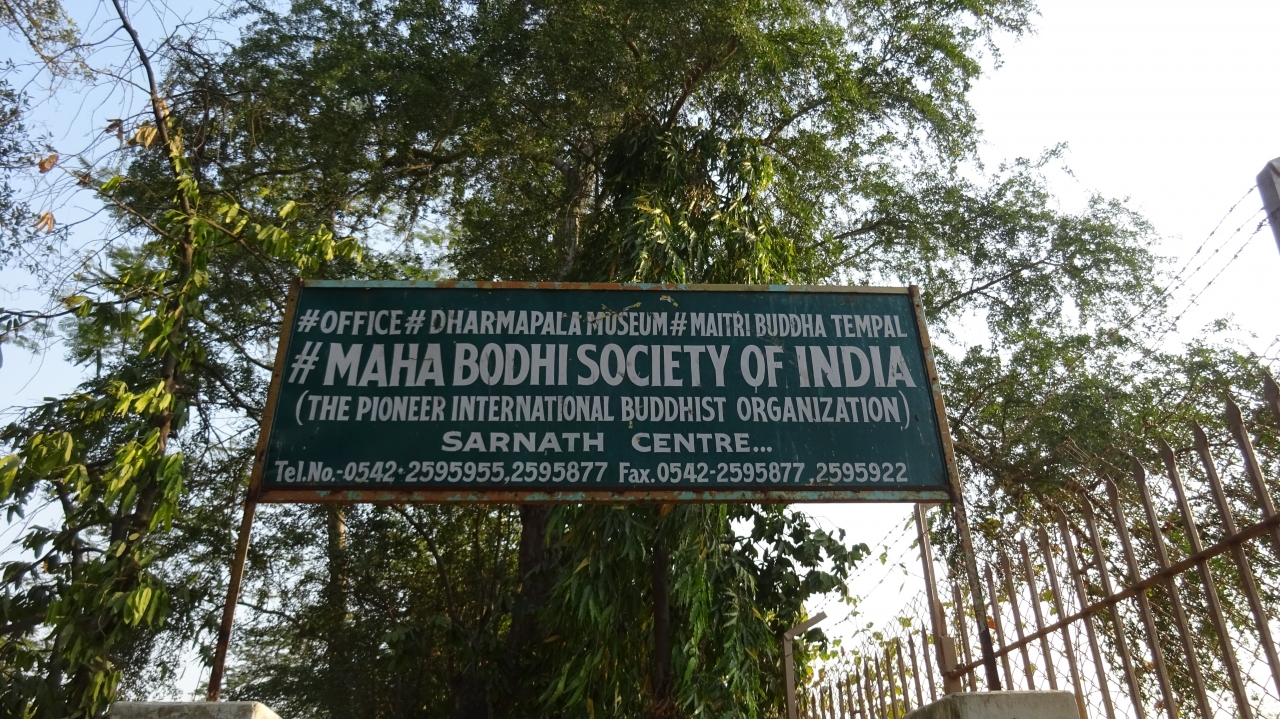 #OFFICE# DHARMAPALA MUSEUM # MAITRI BUDDHA TEMPAL
#MAHA BODHI SOCIETY OF INDIA
(THE PIONEER INTERNATIONAL BUDDHIST ORGANIZATION)
SARNATH CENTRE...
Tel.No.-0542-2595955,2595877 Fax.0542-2595877,2595922